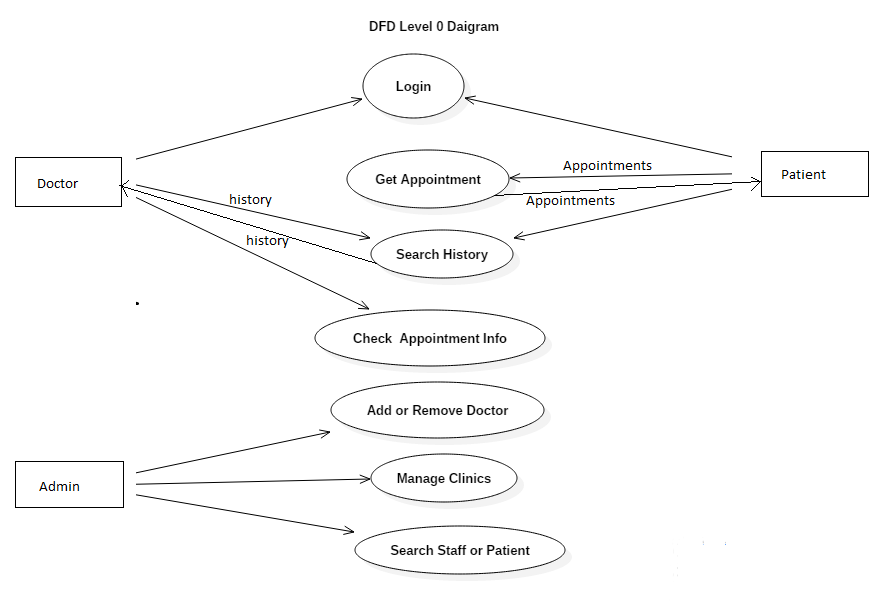 DFD Level 0 Daigram
Login
Doctor
Get Appointment
Appointments
Patient
history
Appointments
history
Search History
Check  Appointment Info
Add or Remove Doctor
Admin
Manage Clinics
Search Staff or Patient